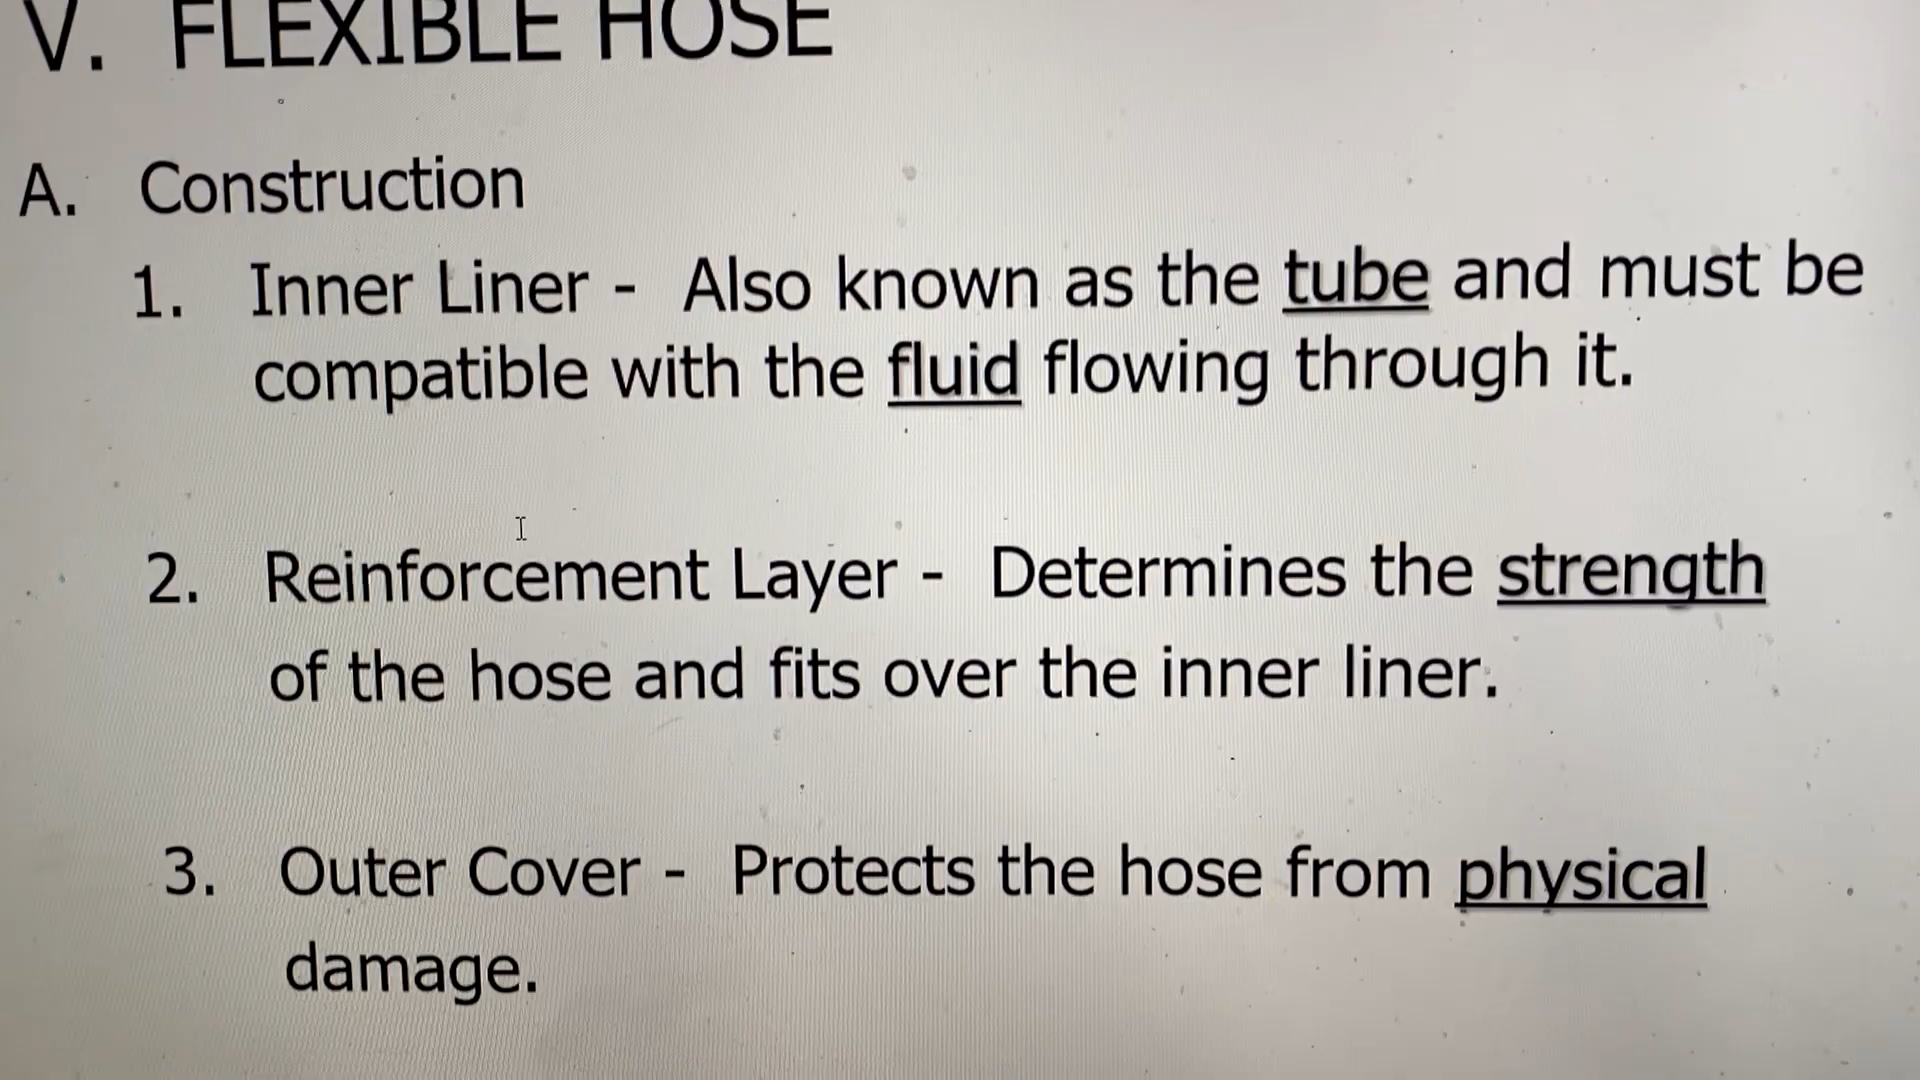 V. FLEXIBLE HOSE
A. Construction
1. Inner Liner - Also known as the tube and must be
compatible with the fluid flowing through it.
2. Reinforcement Layer - Determines the strength
of the hose and fits over the inner liner.
3. Outer Cover - Protects the hose from physical
damage.